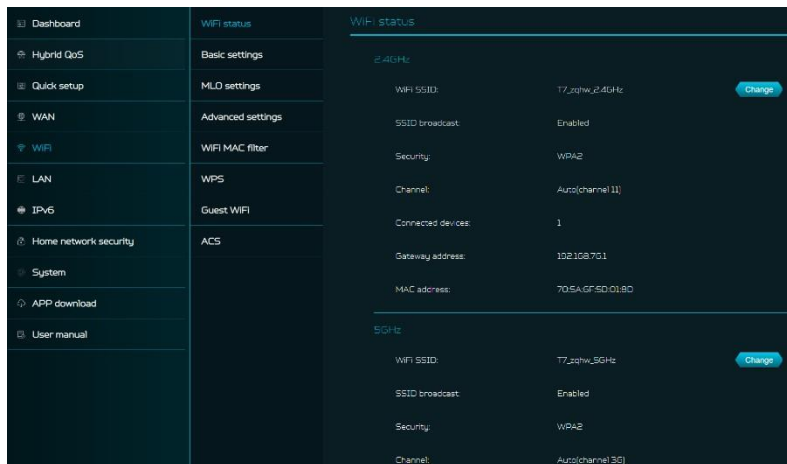 Dashboard
Hybrid QoS
Quick setup
WAN
WiFi
LAN
IPv6
Home network security
System
APP download
User manual
WiFi status
Basic settings
MLO settings
Advanced settings
WiFi MAC filter
WPS
Guest WiFi
ACS
WiFi status
2.4GHz
WiFi SSID: T7_zqhw_2.4GHz Change
SSID broadcast: Enabled
Security: WPA2
Channel: Auto(channel 11)
Connected devices: 1
Gateway address: 192.168.76.1
MAC address: 70:5A:6F:5D:01:8D
5GHz
WiFi SSID: T7_zqhw_5GHz Change
SSID broadcast: Enabled
Security: WPA2
Channel: Auto(channel 36)